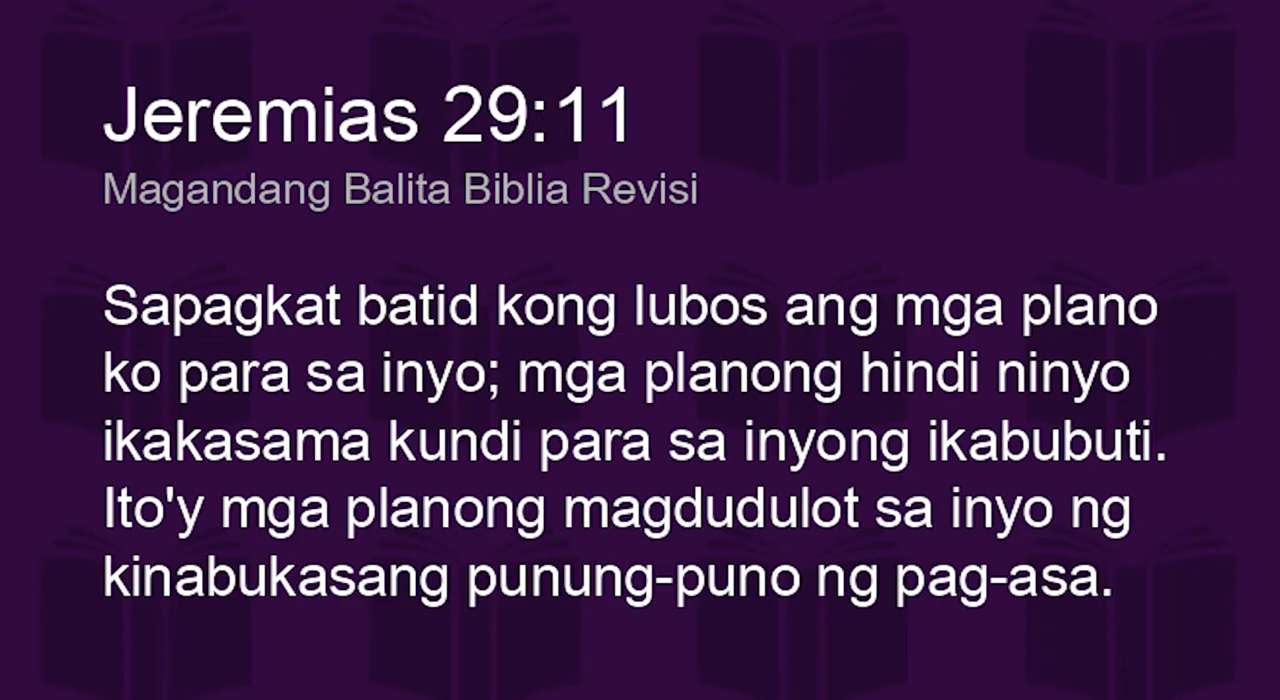 Jeremias 29:11
Magandang Balita Biblia Revisi
Sapagkat batid kong lubos ang mga plano
ko para sa inyo; mga planong hindi ninyo
ikakasama kundi para sa inyong ikabubuti.
Ito'y mga planong magdudulot sa inyo ng
kinabukasang punung-puno ng pag-asa.